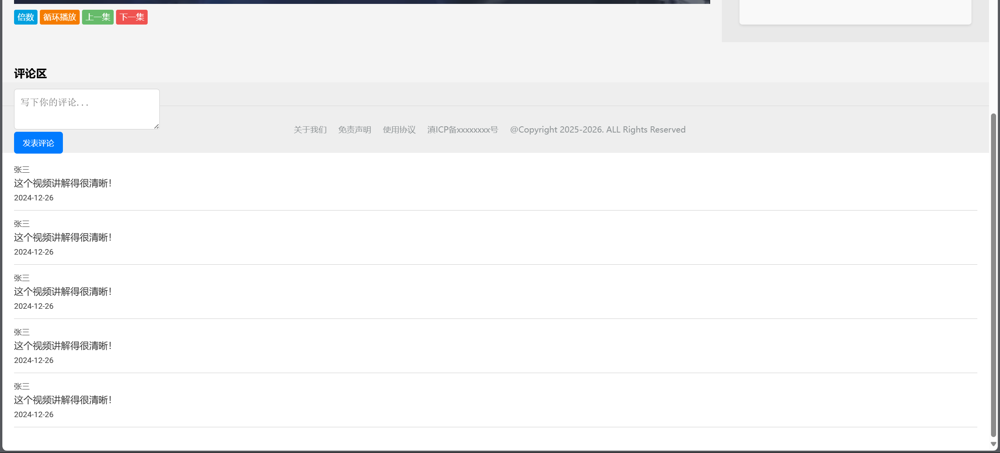 倍数 循环播放 上一集 下一集
评论区
写下你的评论...
关于我们 免责声明 使用协议 滇ICP备xxxxxxxx号 @Copyright 2025-2026. ALL Rights Reserved
发表评论
张三
这个视频讲解得很清晰！
2024-12-26
张三
这个视频讲解得很清晰！
2024-12-26
张三
这个视频讲解得很清晰！
2024-12-26
张三
这个视频讲解得很清晰！
2024-12-26
张三
这个视频讲解得很清晰！
2024-12-26